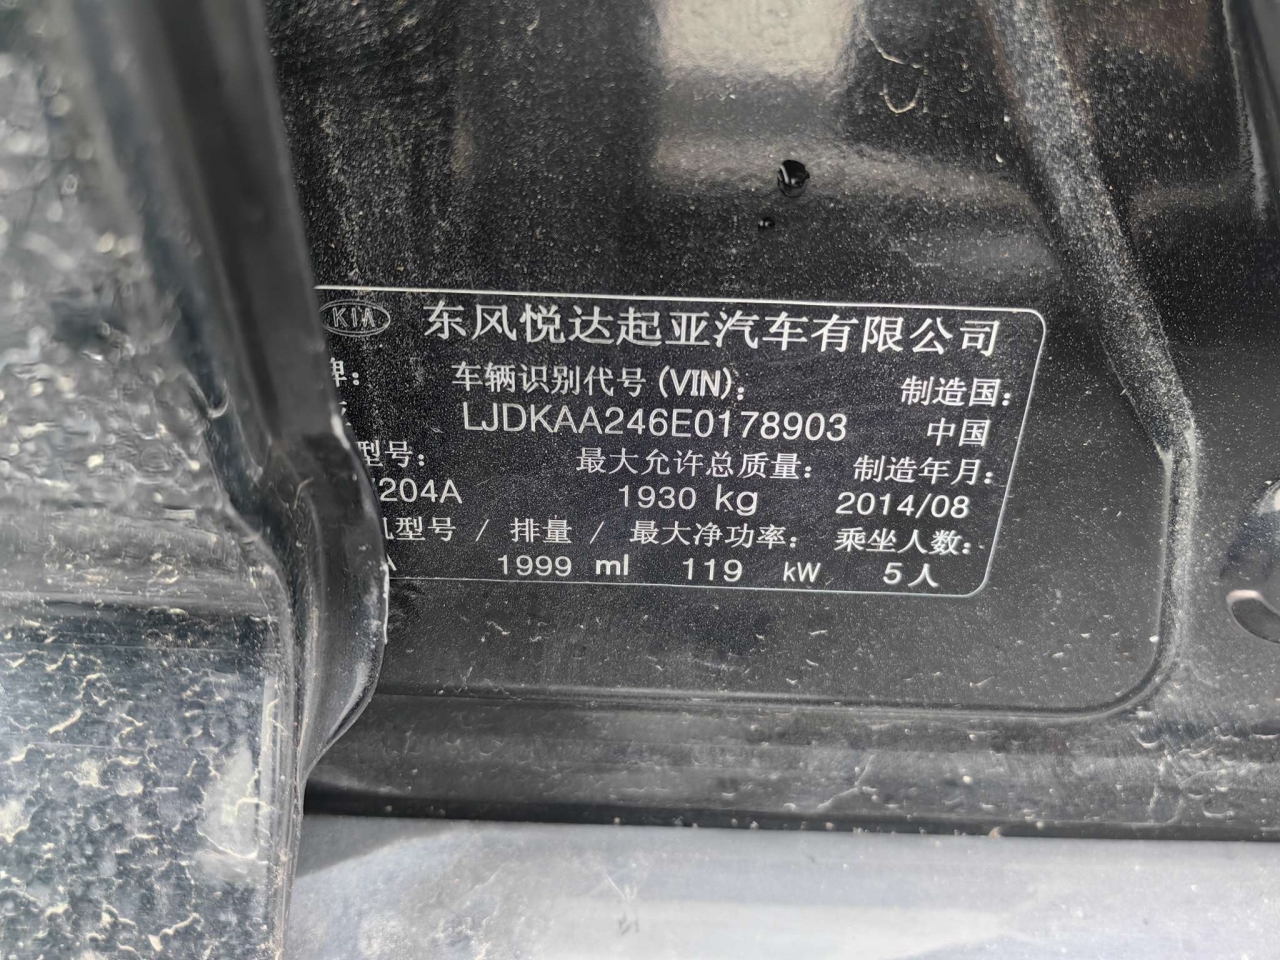 KIA 东风悦达起亚汽车有限公司
牌: 车辆识别代号(VIN): 制造国:
LJDKAA246E0178903 中国
型号: 最大允许总质量: 制造年月:
204A 1930 kg 2014/08
型号 / 排量 / 最大净功率: 乘坐人数:
A 1999 ml 119 kW 5人